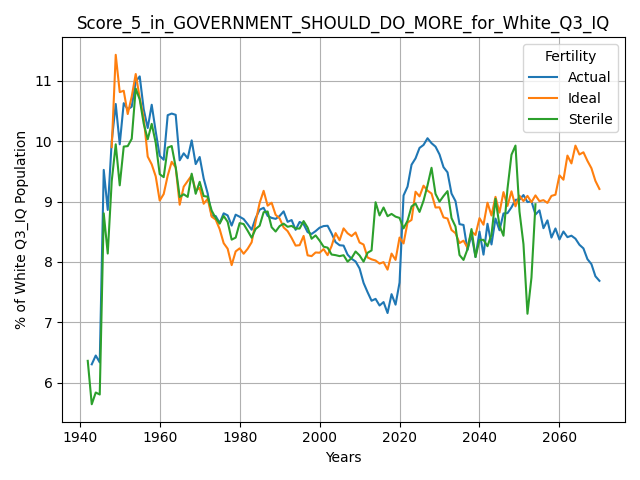 Score_5_in_GOVERNMENT_SHOULD_DO_MORE_for_White_Q3_IQ
Fertility
Actual
Ideal
Sterile
% of White Q3_IQ Population
11
10
9
8
7
6
1940 1960 1980 2000 2020 2040 2060
Years